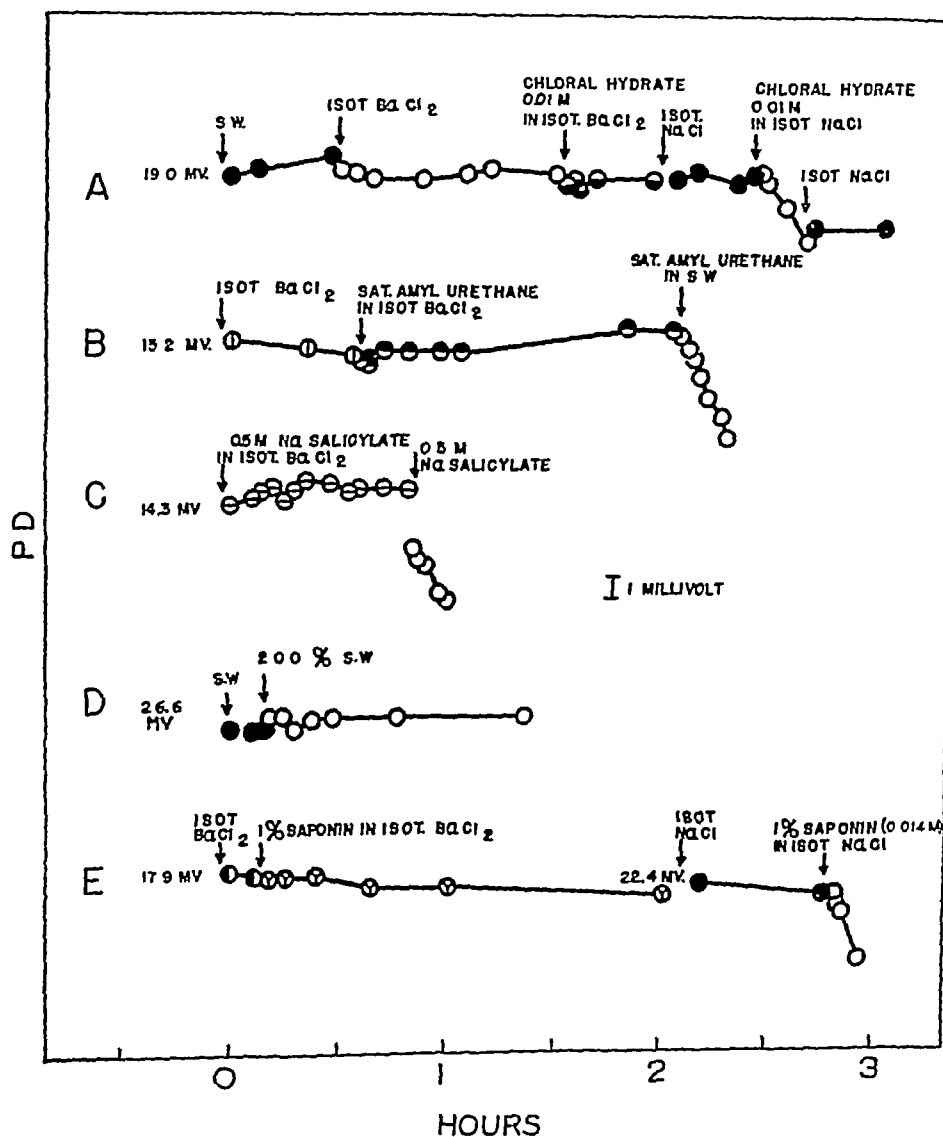 CHLORAL HYDRATE
0.01M
IN ISOT. BaCl2
CHLORAL HYDRATE
0.01M
IN ISOT NaCl
S.W.
ISOT BaCl2
ISOT.
NaCl
ISOT NaCl
A
19 0 MV.
ISOT BaCl2
SAT. AMYL URETHANE
IN ISOT BaCl2
SAT. AMYL URETHANE
IN S W
B
15 2 MV.
05 M Na SALICYLATE
IN ISOT. BaCl2
0 5 M
Na SALICYLATE
C
14.3 MV
PD
I 1 MILLIVOLT
S.W
200 % S.W
D
26.6
MV
ISOT
BaCl2
1% SAPONIN IN ISOT. BaCl2
ISOT
NaCl
1% SAPONIN (0 014 M)
IN ISOT NaCl
E
17 9 MV
22.4 MV.
0
1
2
3
HOURS